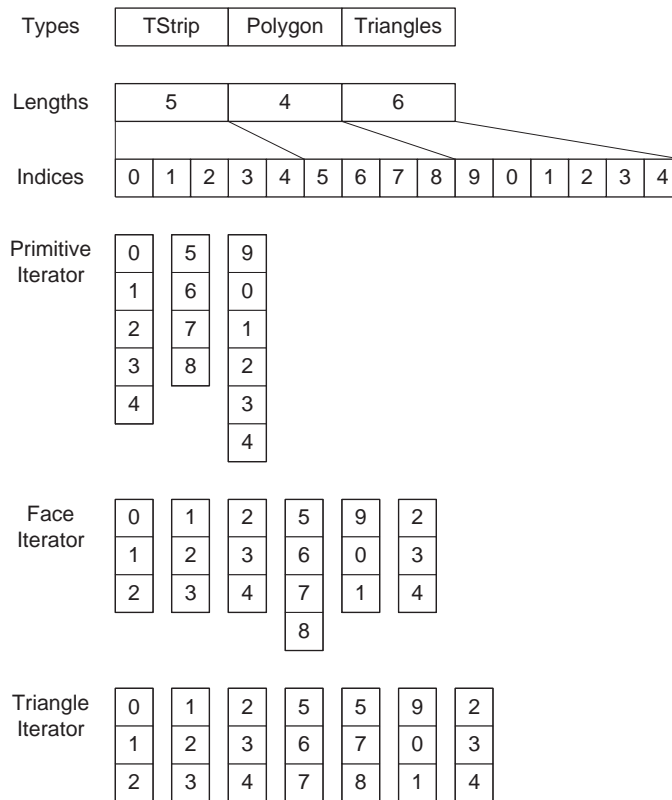 Types TStrip Polygon Triangles
Lengths 5 4 6
Indices 0 1 2 3 4 5 6 7 8 9 0 1 2 3 4
Primitive 0 5 9
Iterator 1 6 0
2 7 1
3 8 2
4 3
4
Face 0 1 2 5 9 2
Iterator 1 2 3 6 0 3
2 3 4 7 1 4
8
Triangle 0 1 2 5 5 9 2
Iterator 1 2 3 6 7 0 3
2 3 4 7 8 1 4